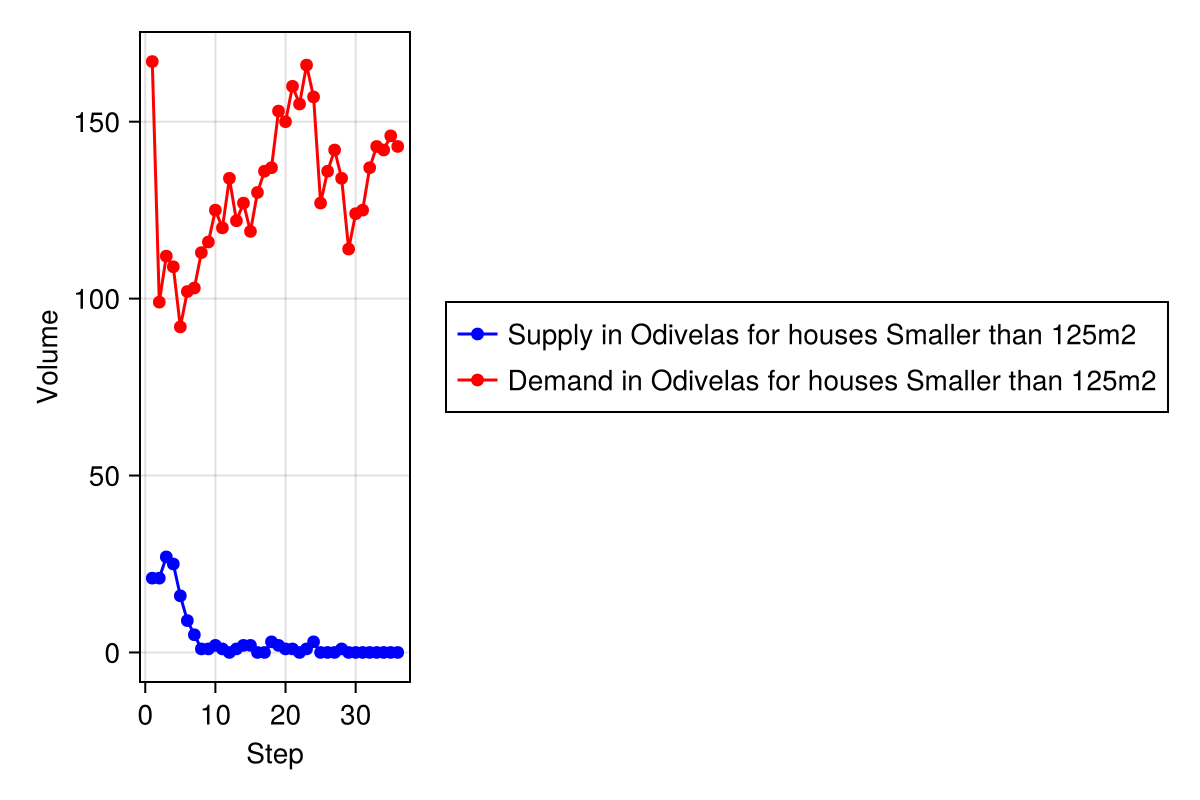 Volume
150
100
50
0
0 10 20 30
Step
Supply in Odivelas for houses Smaller than 125m2
Demand in Odivelas for houses Smaller than 125m2